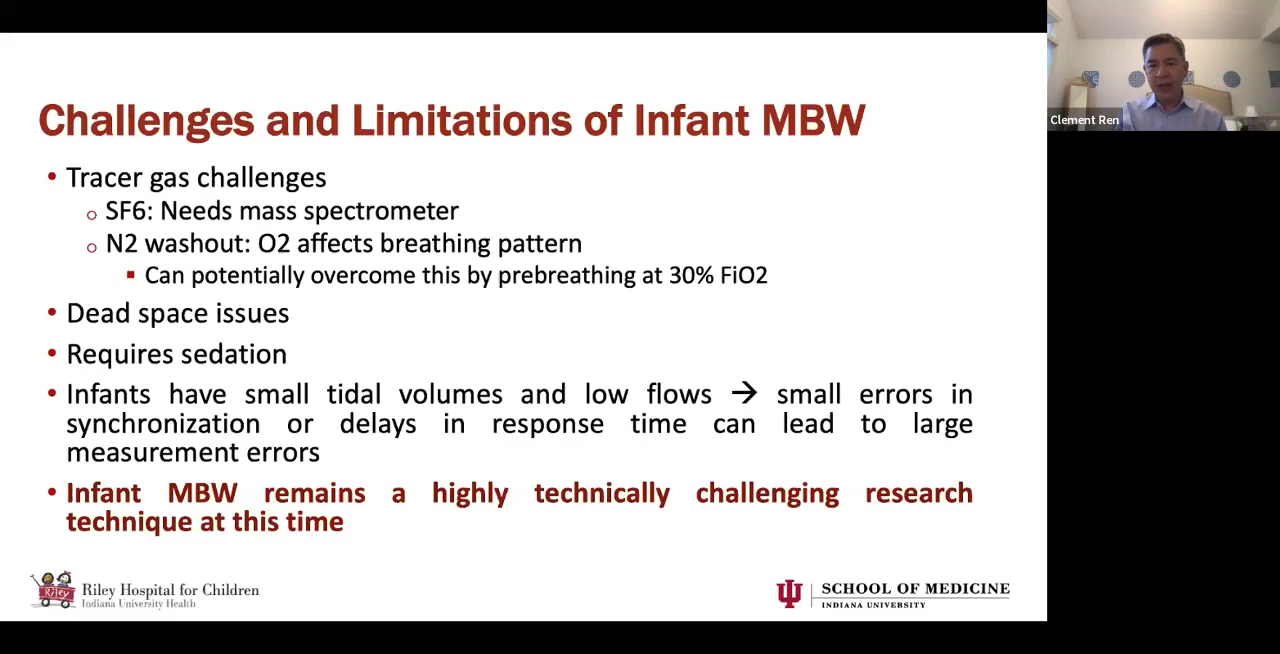 Challenges and Limitations of Infant MBW
• Tracer gas challenges
o SF6: Needs mass spectrometer
o N2 washout: O2 affects breathing pattern
▪ Can potentially overcome this by prebreathing at 30% FiO2
• Dead space issues
• Requires sedation
• Infants have small tidal volumes and low flows → small errors in
synchronization or delays in response time can lead to large
measurement errors
• Infant MBW remains a highly technically challenging research
technique at this time
Riley
Riley Hospital for Children
Indiana University Health
SCHOOL OF MEDICINE
INDIANA UNIVERSITY
Clement Ren